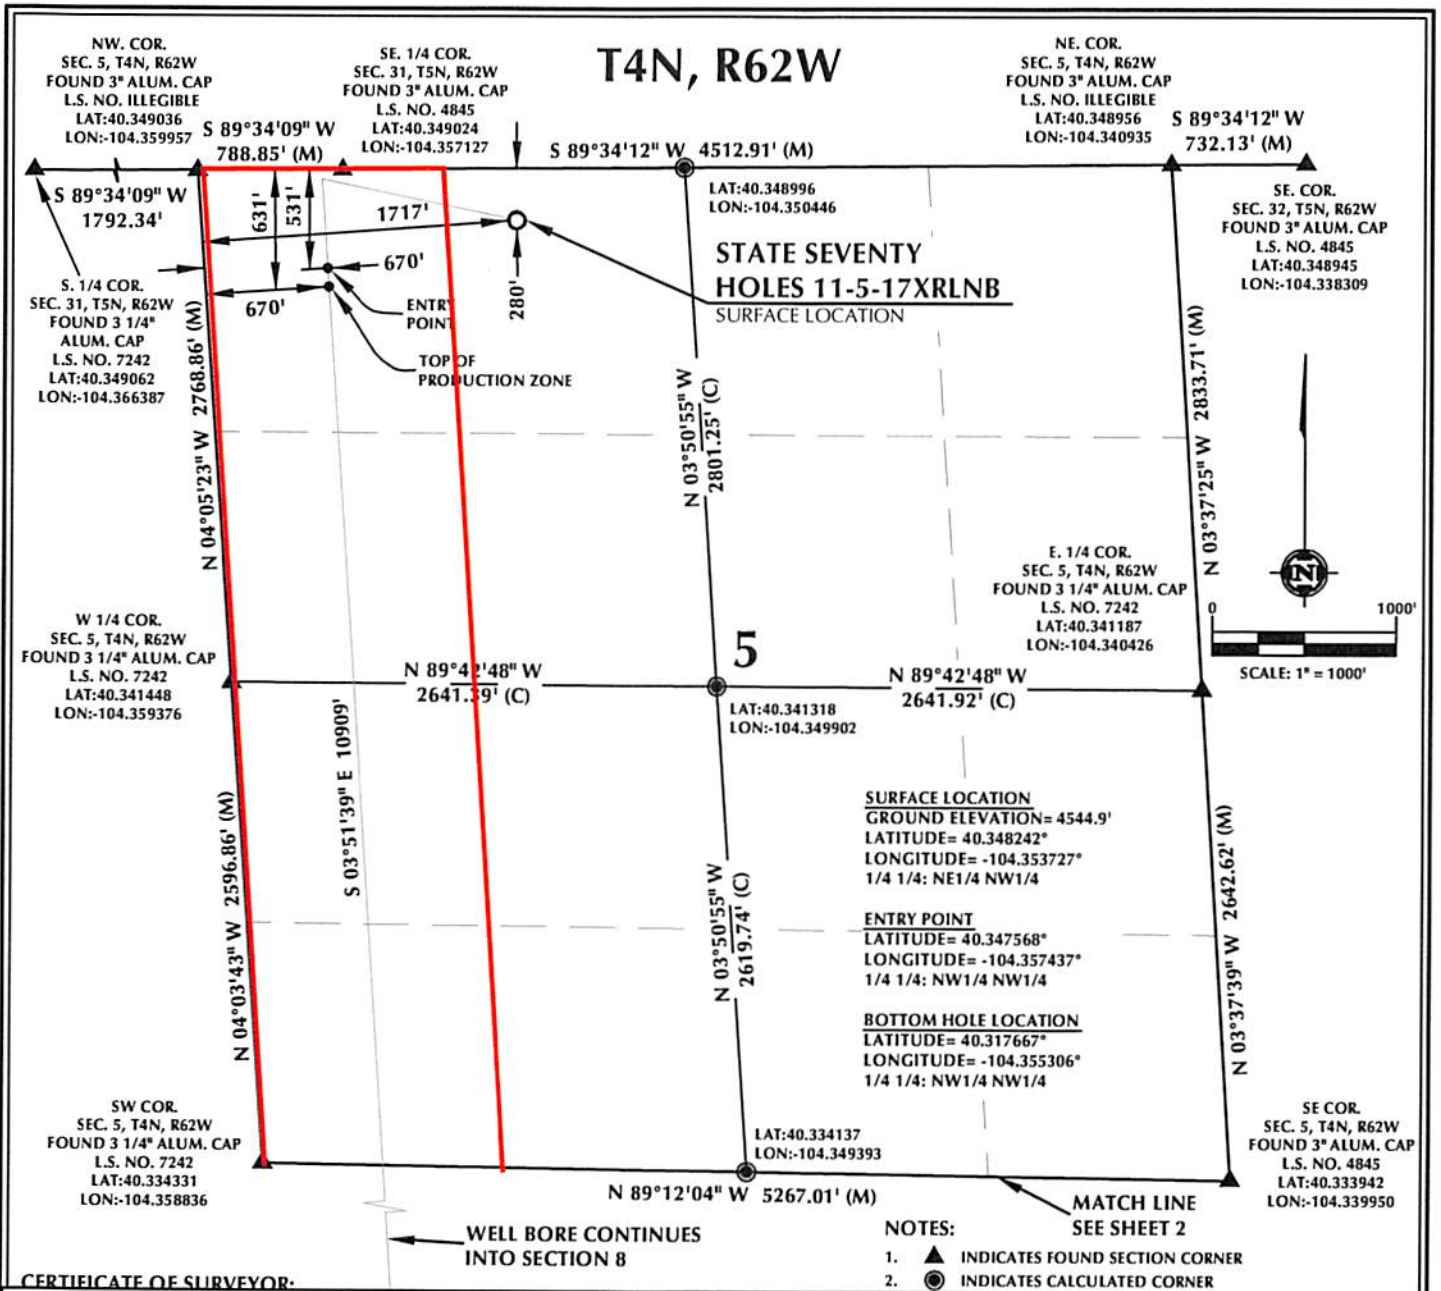 T4N, R62W
NW. COR.
SEC. 5, T4N, R62W
FOUND 3" ALUM. CAP
L.S. NO. ILLEGIBLE
LAT:40.349036
LON:-104.359957
SE. 1/4 COR.
SEC. 31, T5N, R62W
FOUND 3" ALUM. CAP
L.S. NO. 4845
LAT:40.349024
LON:-104.357127
NE. COR.
SEC. 5, T4N, R62W
FOUND 3" ALUM. CAP
L.S. NO. ILLEGIBLE
LAT:40.348956
LON:-104.340935
S 89°34'09" W
788.85' (M)
S 89°34'12" W 4512.91' (M)
S 89°34'12" W
732.13' (M)
S 89°34'09" W
1792.34'
631'
531'
1717'
LAT:40.348996
LON:-104.350446
SE. COR.
SEC. 32, T5N, R62W
FOUND 3" ALUM. CAP
L.S. NO. 4845
LAT:40.348945
LON:-104.338309
STATE SEVENTY
HOLES 11-5-17XRLNB
SURFACE LOCATION
670'
280'
S. 1/4 COR.
SEC. 31, T5N, R62W
FOUND 3 1/4"
ALUM. CAP
L.S. NO. 7242
LAT:40.349062
LON:-104.366387
670'
ENTRY
POINT
TOP OF
PRODUCTION ZONE
N 04°05'23" W 2768.86' (M)
N 03°50'55" W
2801.25' (C)
N 03°37'25" W 2833.71' (M)
E. 1/4 COR.
SEC. 5, T4N, R62W
FOUND 3 1/4" ALUM. CAP
L.S. NO. 7242
LAT:40.341187
LON:-104.340426
N
0 1000'
SCALE: 1" = 1000'
W 1/4 COR.
SEC. 5, T4N, R62W
FOUND 3 1/4" ALUM. CAP
L.S. NO. 7242
LAT:40.341448
LON:-104.359376
5
N 89°42'48" W
2641.39' (C)
N 89°42'48" W
2641.92' (C)
LAT:40.341318
LON:-104.349902
S 03°51'39" E 10909'
SURFACE LOCATION
GROUND ELEVATION= 4544.9'
LATITUDE= 40.348242°
LONGITUDE= -104.353727°
1/4 1/4: NE1/4 NW1/4
ENTRY POINT
LATITUDE= 40.347568°
LONGITUDE= -104.357437°
1/4 1/4: NW1/4 NW1/4
BOTTOM HOLE LOCATION
LATITUDE= 40.317667°
LONGITUDE= -104.355306°
1/4 1/4: NW1/4 NW1/4
N 04°03'43" W 2596.86' (M)
N 03°50'55" W
2619.74' (C)
N 03°37'39" W 2642.62' (M)
SW COR.
SEC. 5, T4N, R62W
FOUND 3 1/4" ALUM. CAP
L.S. NO. 7242
LAT:40.334331
LON:-104.358836
LAT:40.334137
LON:-104.349393
SE COR.
SEC. 5, T4N, R62W
FOUND 3" ALUM. CAP
L.S. NO. 4845
LAT:40.333942
LON:-104.339950
N 89°12'04" W 5267.01' (M)
MATCH LINE
SEE SHEET 2
WELL BORE CONTINUES
INTO SECTION 8
NOTES:
1. INDICATES FOUND SECTION CORNER
2. INDICATES CALCULATED CORNER
CERTIFICATE OF SURVEYOR: